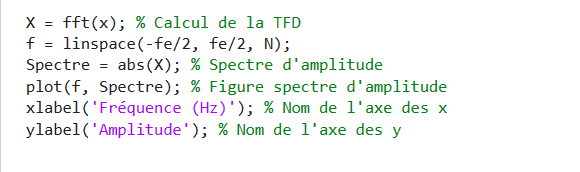 X = fft(x); % Calcul de la TFD
f = linspace(-fe/2, fe/2, N);
Spectre = abs(X); % Spectre d'amplitude
plot(f, Spectre); % Figure spectre d'amplitude
xlabel('Fréquence (Hz)'); % Nom de l'axe des x
ylabel('Amplitude'); % Nom de l'axe des y